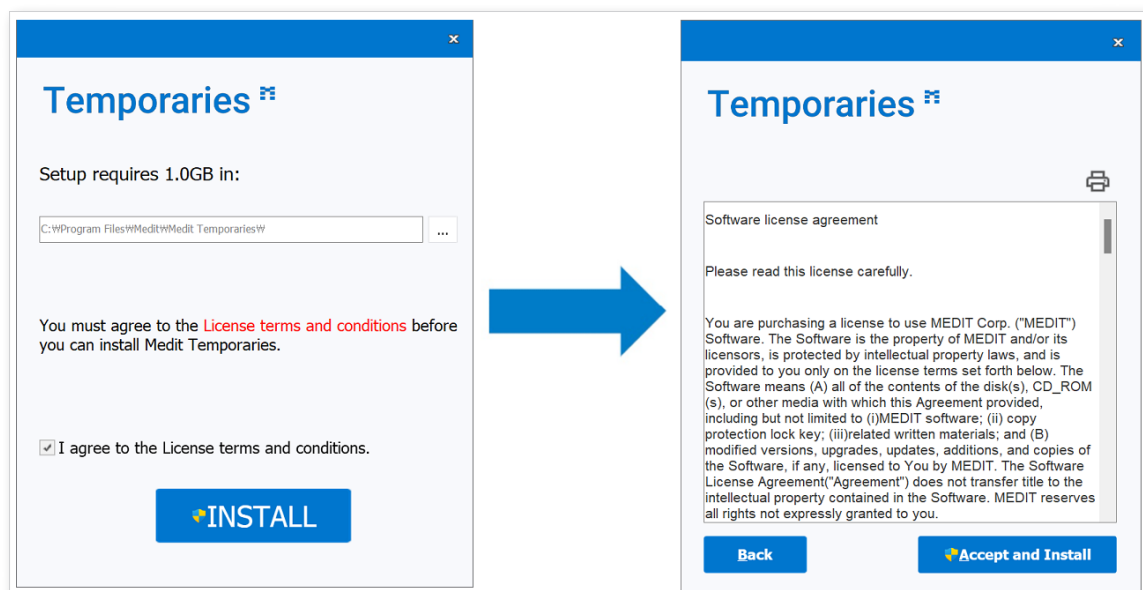 Temporaries
Setup requires 1.0GB in:
C:₩Program Files₩Medit₩Medit Temporaries₩
...
You must agree to the License terms and conditions before
you can install Medit Temporaries.
I agree to the License terms and conditions.
INSTALL
Temporaries
Software license agreement
Please read this license carefully.
You are purchasing a license to use MEDIT Corp. ("MEDIT")
Software. The Software is the property of MEDIT and/or its
licensors, is protected by intellectual property laws, and is
provided to you only on the license terms set forth below. The
Software means (A) all of the contents of the disk(s), CD_ROM
(s), or other media with which this Agreement provided,
including but not limited to (i)MEDIT software; (ii) copy
protection lock key; (iii)related written materials; and (B)
modified versions, upgrades, updates, additions, and copies of
the Software, if any, licensed to You by MEDIT. The Software
License Agreement("Agreement") does not transfer title to the
intellectual property contained in the Software. MEDIT reserves
all rights not expressly granted to you.
Back
Accept and Install